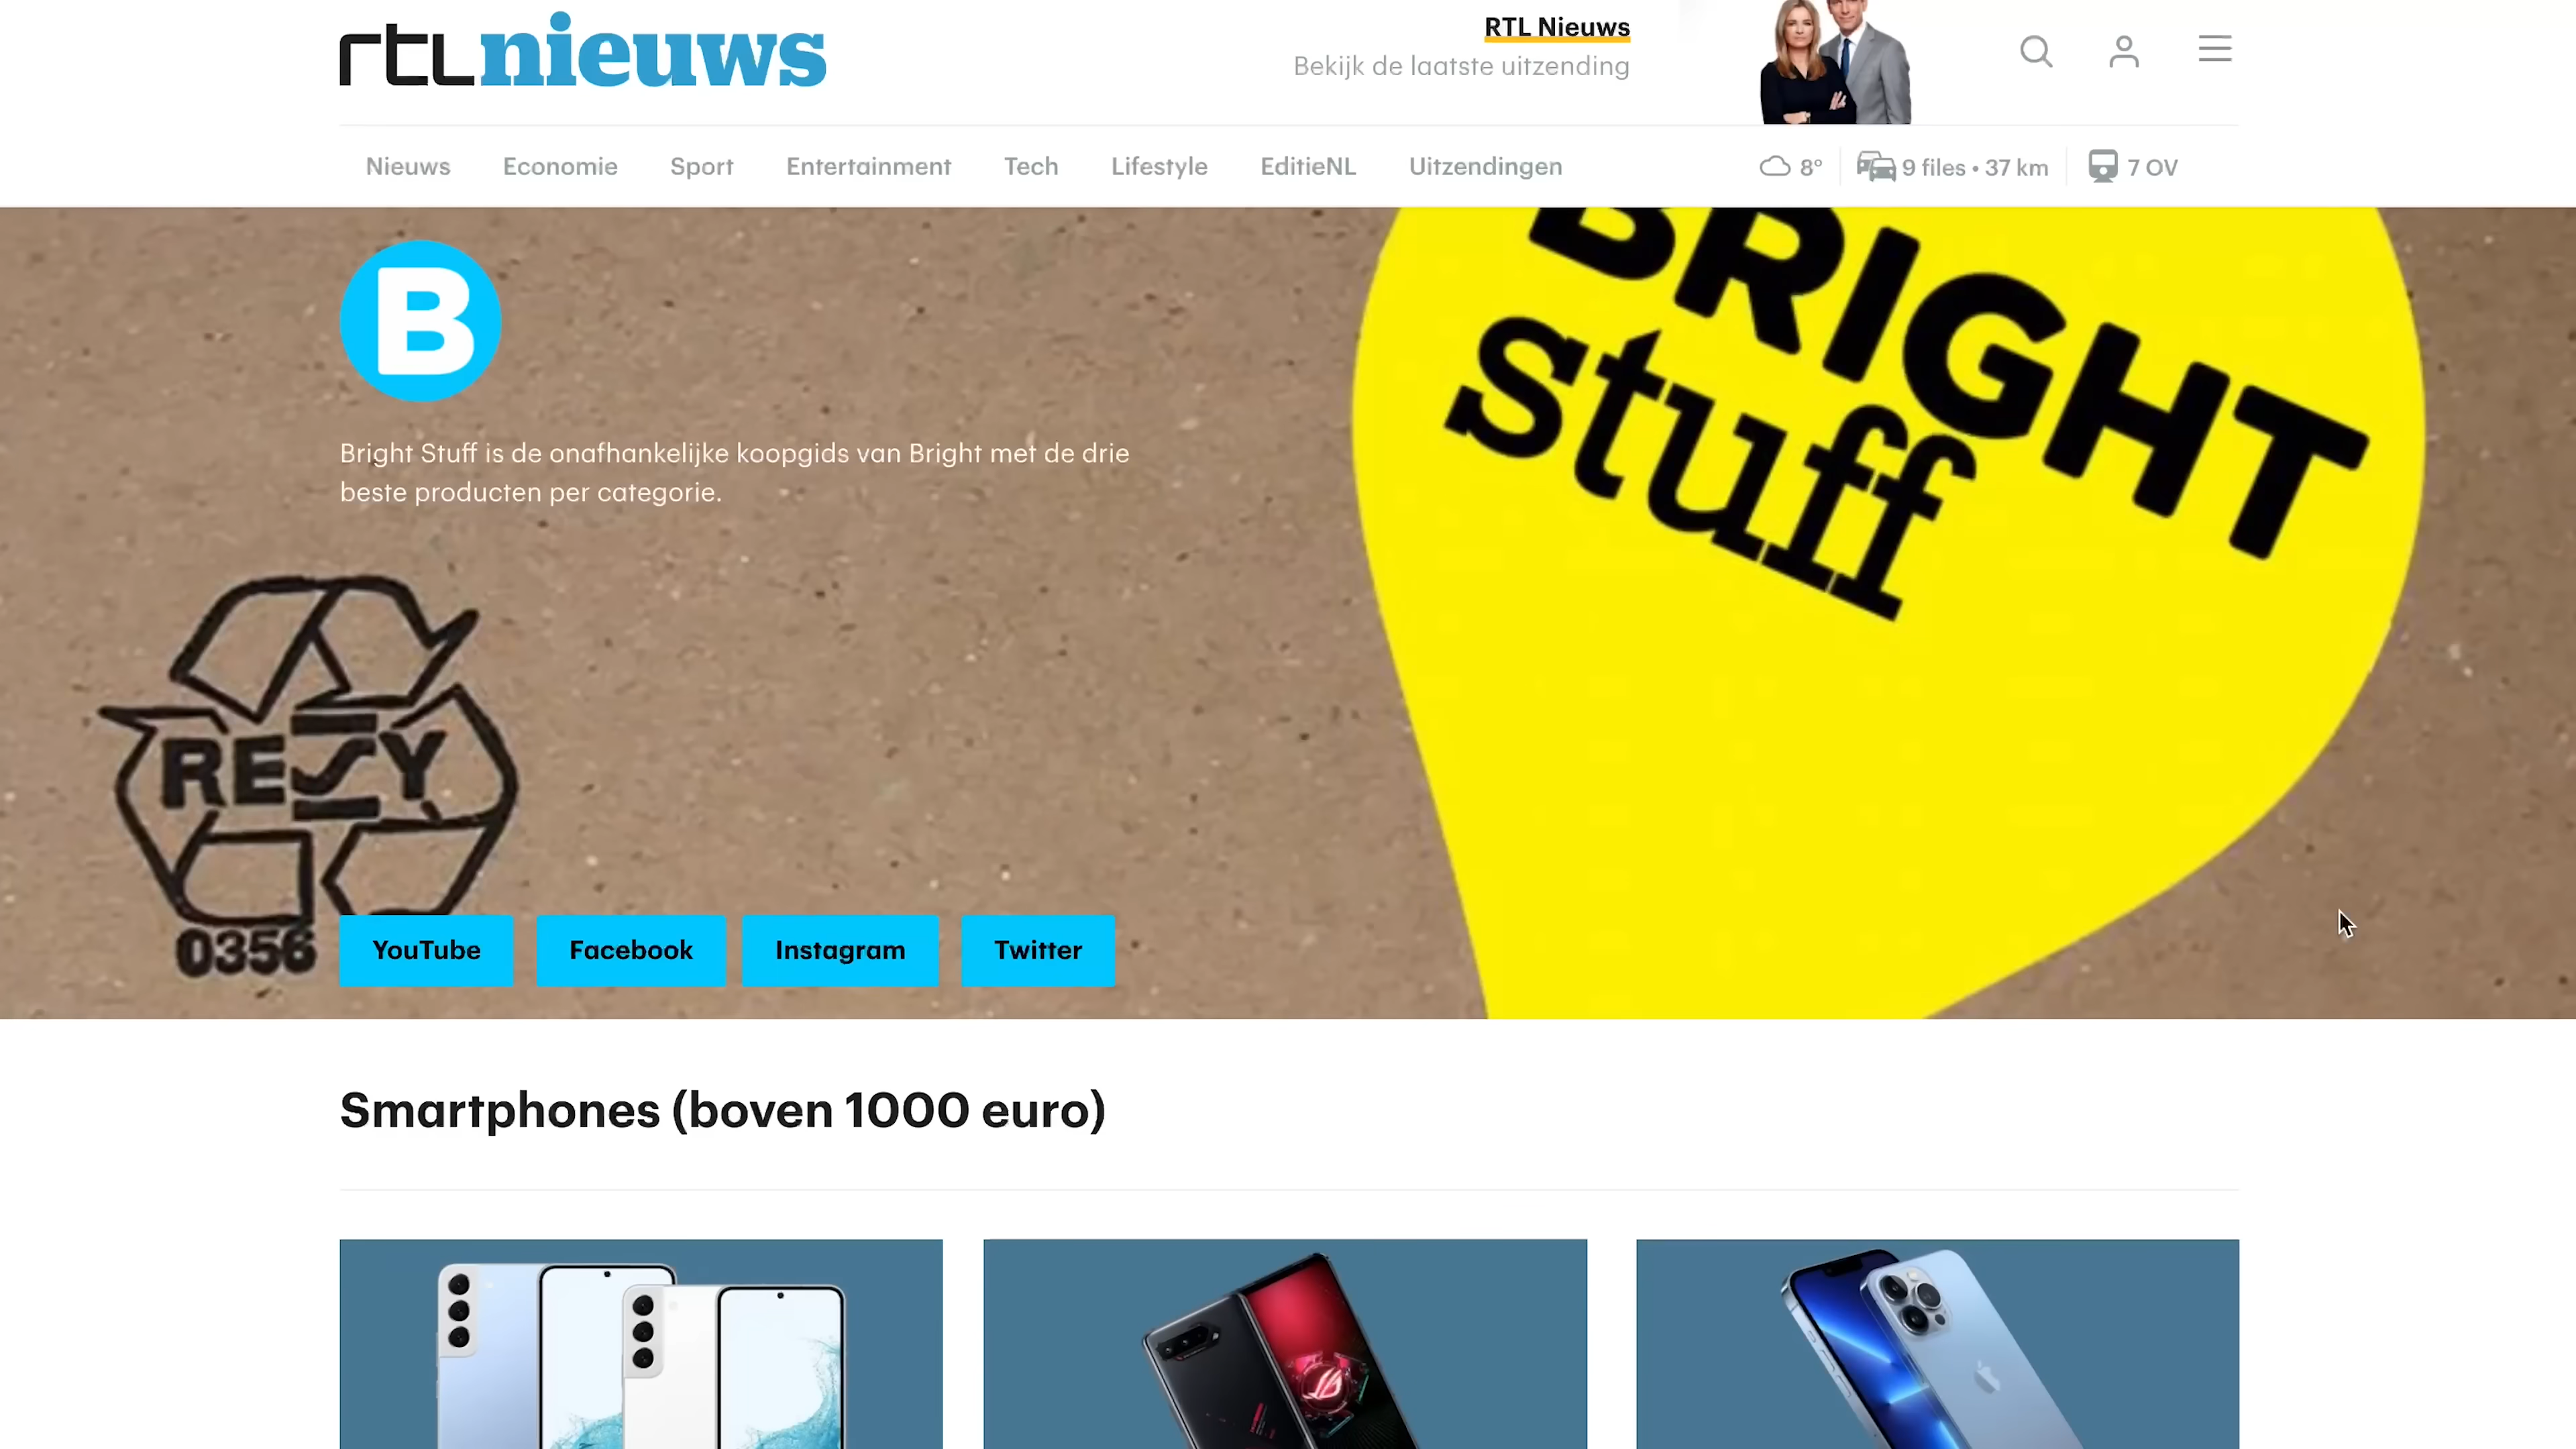 rtlnieuws
RTL Nieuws
Bekijk de laatste uitzending
Nieuws Economie Sport Entertainment Tech Lifestyle EditieNL Uitzendingen 8° 9 files • 37 km 7 OV
B
BRIGHT
stuff
Bright Stuff is de onafhankelijke koopgids van Bright met de drie
beste producten per categorie.
RESY
0356
YouTube Facebook Instagram Twitter
Smartphones (boven 1000 euro)